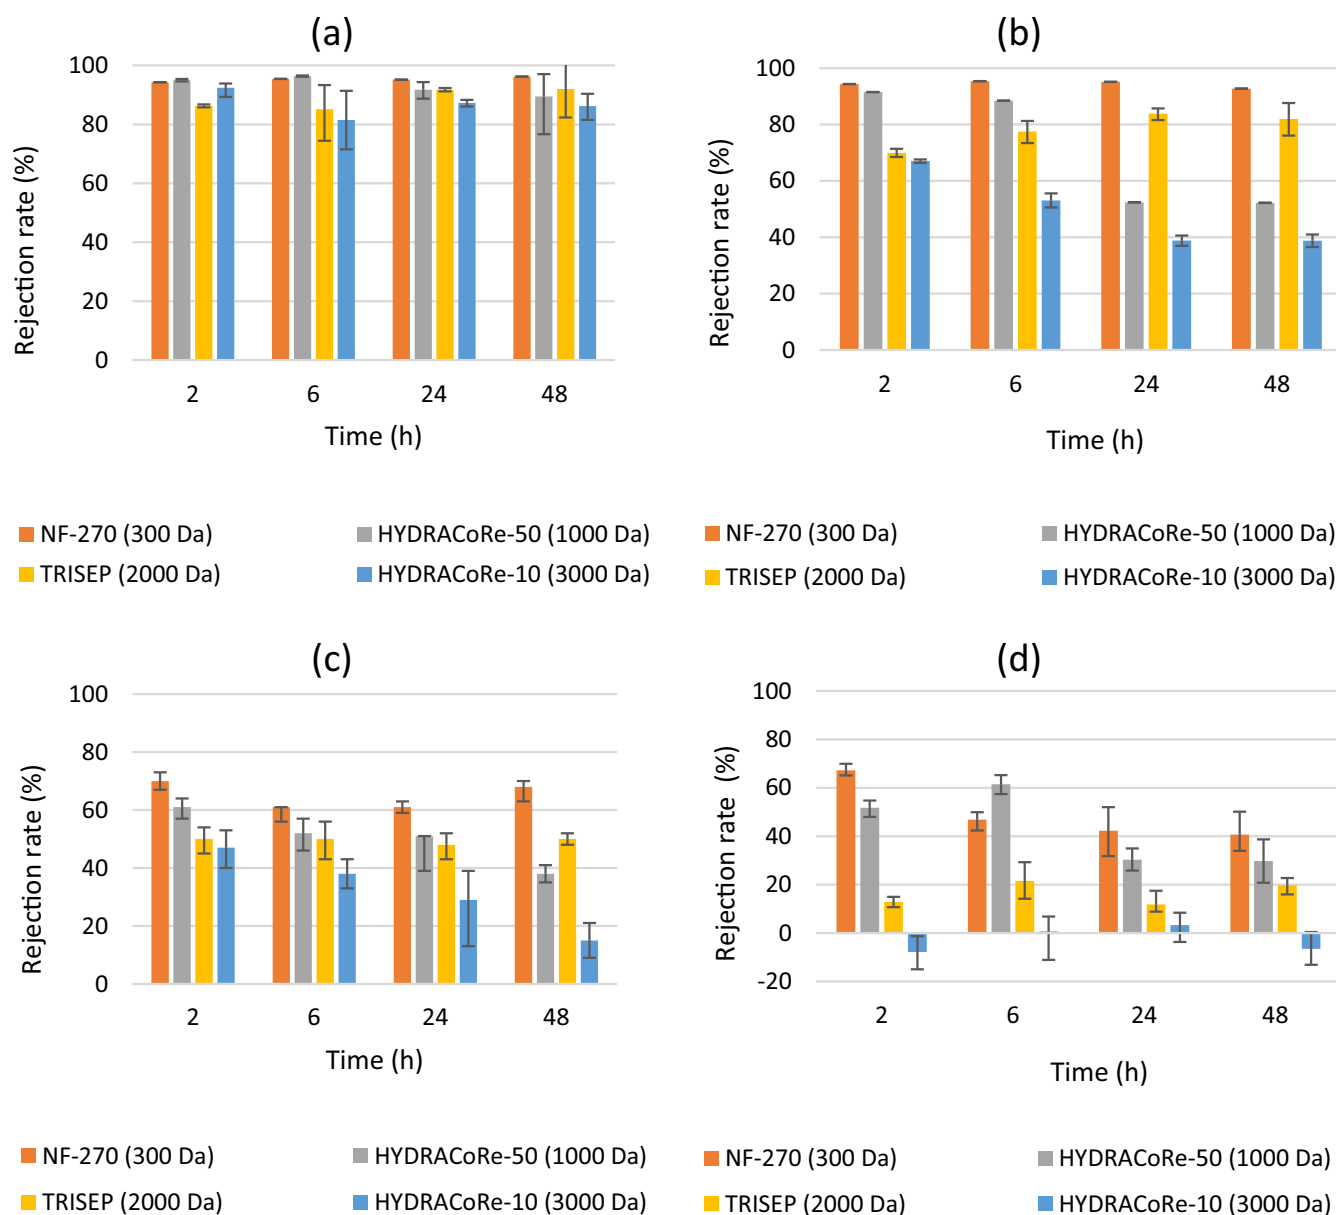 (a)
100
80
60
40
20
0
Rejection rate (%)
2 6 24 48
Time (h)
NF-270 (300 Da) HYDRACoRe-50 (1000 Da)
TRISEP (2000 Da) HYDRACoRe-10 (3000 Da)
(b)
100
80
60
40
20
0
Rejection rate (%)
2 6 24 48
Time (h)
NF-270 (300 Da) HYDRACoRe-50 (1000 Da)
TRISEP (2000 Da) HYDRACoRe-10 (3000 Da)
(c)
100
80
60
40
20
0
Rejection rate (%)
2 6 24 48
Time (h)
NF-270 (300 Da) HYDRACoRe-50 (1000 Da)
TRISEP (2000 Da) HYDRACoRe-10 (3000 Da)
(d)
100
80
60
40
20
0
-20
Rejection rate (%)
2 6 24 48
Time (h)
NF-270 (300 Da) HYDRACoRe-50 (1000 Da)
TRISEP (2000 Da) HYDRACoRe-10 (3000 Da)